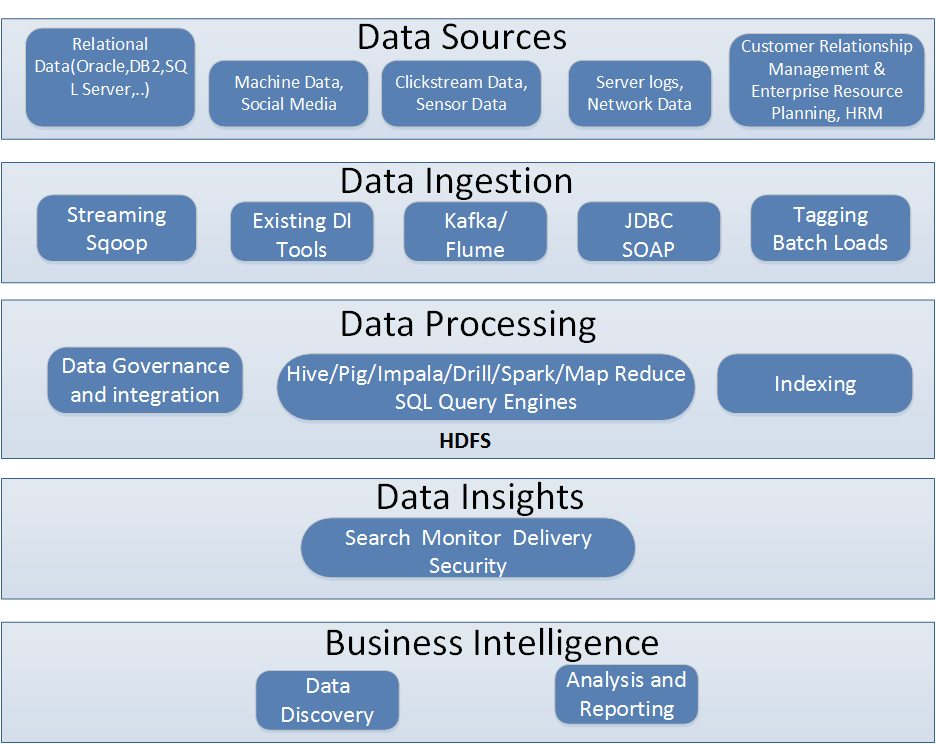 Data Sources
Relational
Data(Oracle,DB2,SQ
L Server,..)
Machine Data,
Social Media
Clickstream Data,
Sensor Data
Server logs,
Network Data
Customer Relationship
Management &
Enterprise Resource
Planning, HRM
Data Ingestion
Streaming
Sqoop
Existing DI
Tools
Kafka/
Flume
JDBC
SOAP
Tagging
Batch Loads
Data Processing
Data Governance
and integration
Hive/Pig/Impala/Drill/Spark/Map Reduce
SQL Query Engines
Indexing
HDFS
Data Insights
Search Monitor Delivery
Security
Business Intelligence
Data
Discovery
Analysis and
Reporting